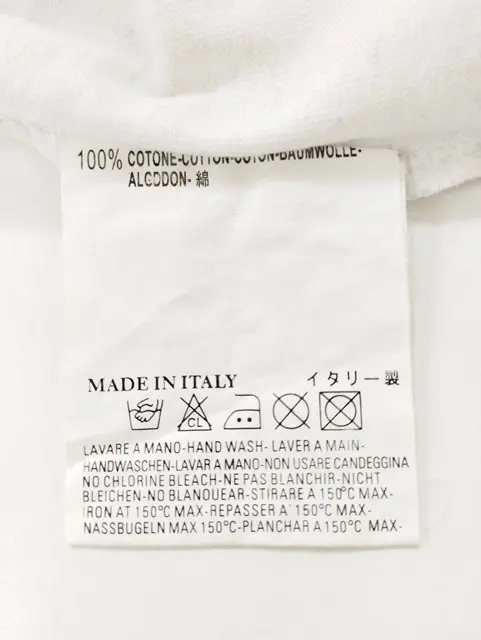 100% COTONE-COTTON-COTON-BAUMWOLLE-
ALGODON-綿
MADE IN ITALY イタリー製
CL
LAVARE A MANO-HAND WASH-LAVER A MAIN-
HANDWASCHEN-LAVAR A MANO-NON USARE CANDEGGINA
NO CHLORINE BLEACH-NE PAS BLANCHIR-NICHT
BLEICHEN-NO BLANQUEAR-STIRARE A 150°C MAX-
IRON AT 150°C MAX-REPASSER A' 150°C MAX-
NASSBUGELN MAX 150°C-PLANCHAR A 150°C MAX-